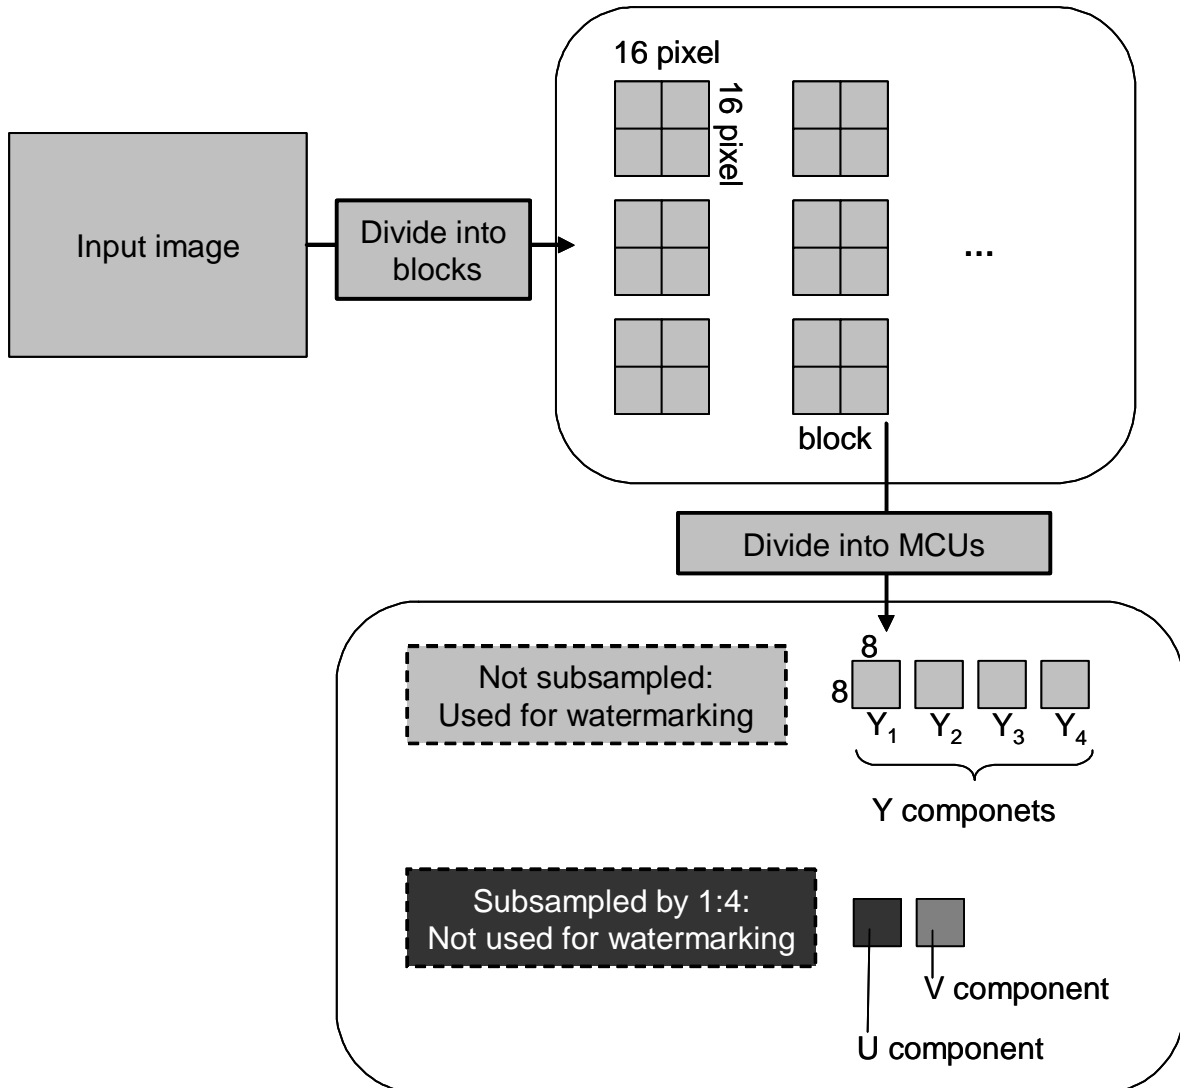 16 pixel
16 pixel
Input image
Divide into
blocks
...
block
Divide into MCUs
Not subsampled:
Used for watermarking
8
8
Y1 Y2 Y3 Y4
Y componets
Subsampled by 1:4:
Not used for watermarking
V component
U component